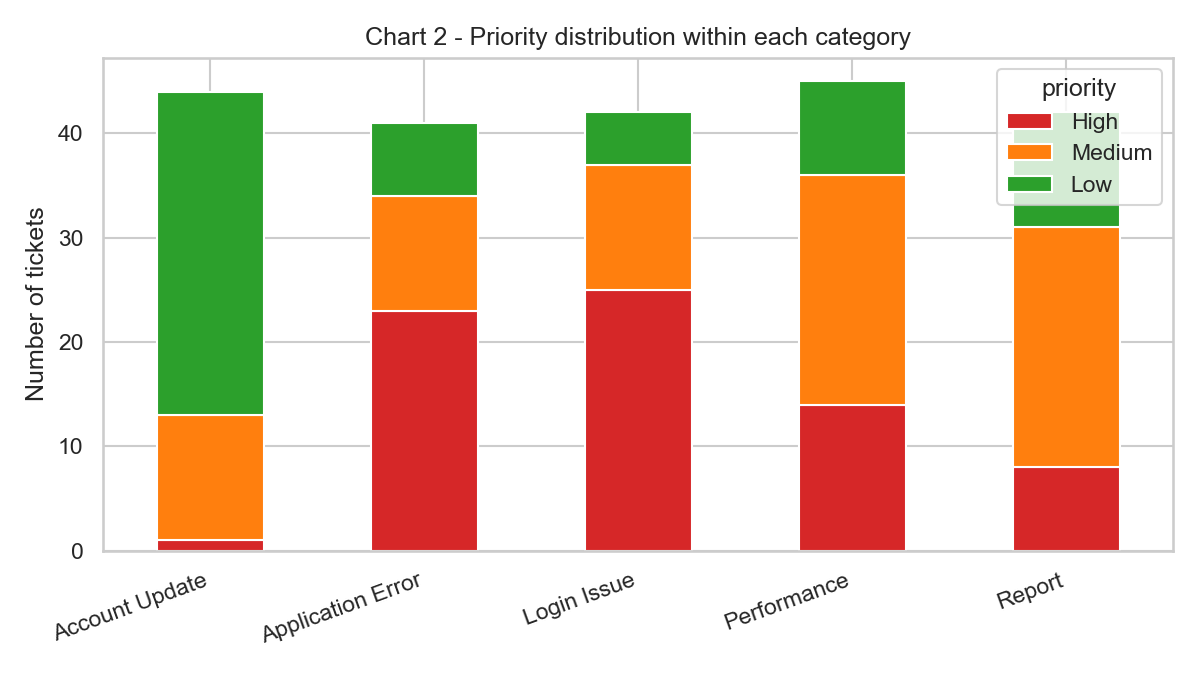 Chart 2 - Priority distribution within each category
priority
High
Medium
Low
Number of tickets
40
30
20
10
0
Account Update
Application Error
Login Issue
Performance
Report